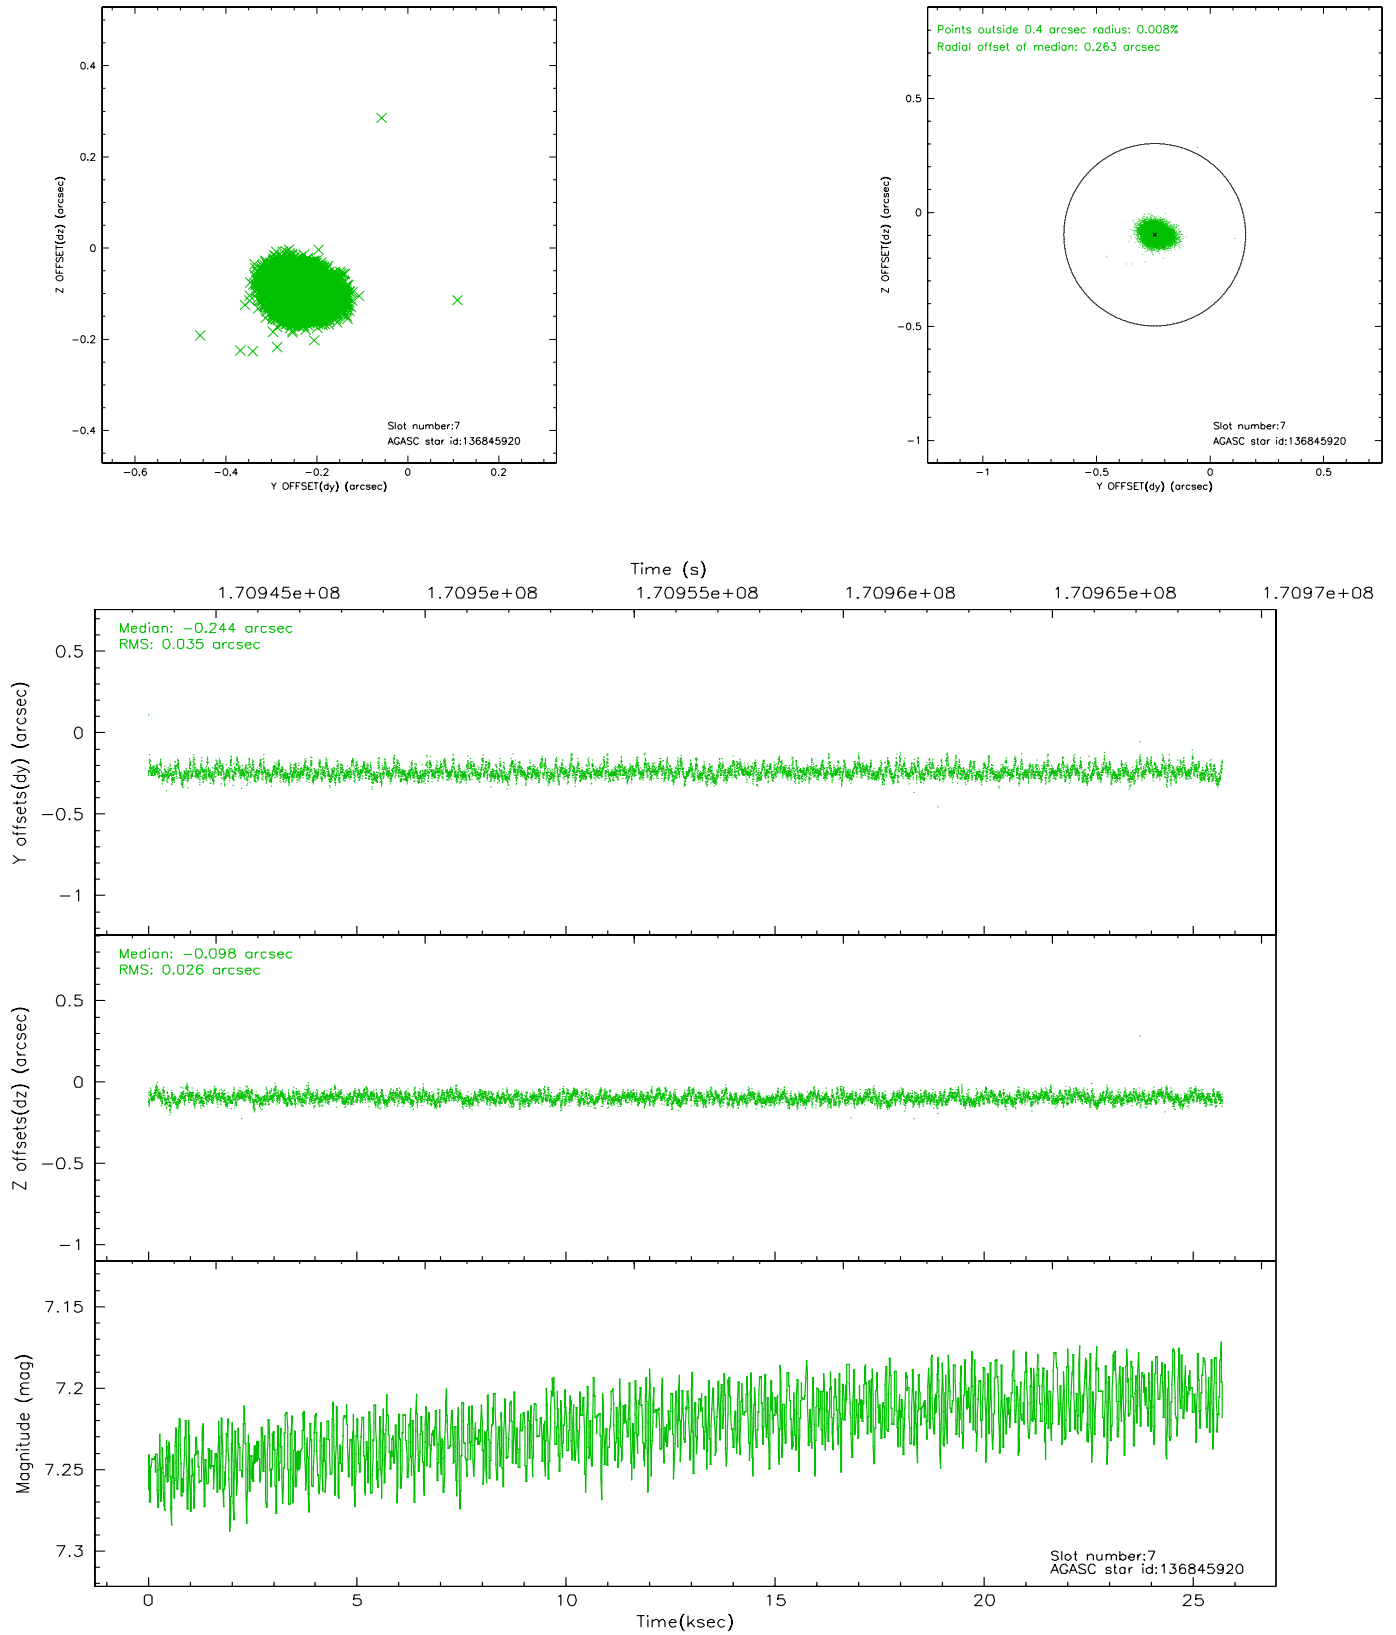 0.4
0.2
0
−0.2
−0.4
Z OFFSET(dz) (arcsec)
Slot number:7
AGASC star id:136845920
−0.6
−0.4
−0.2
0
0.2
Y OFFSET(dy) (arcsec)
Points outside 0.4 arcsec radius: 0.008%
Radial offset of median: 0.263 arcsec
0.5
0
−0.5
−1
Z OFFSET(dz) (arcsec)
Slot number:7
AGASC star id:136845920
−1
−0.5
0
0.5
Y OFFSET(dy) (arcsec)
Time (s)
1.70945e+08
1.7095e+08
1.70955e+08
1.7096e+08
1.70965e+08
1.7097e+08
Median: −0.244 arcsec
RMS: 0.035 arcsec
0.5
0
−0.5
−1
Y offsets(dy) (arcsec)
Median: −0.098 arcsec
RMS: 0.026 arcsec
0.5
0
−0.5
−1
Z offsets(dz) (arcsec)
7.15
7.2
7.25
7.3
Magnitude (mag)
Slot number:7
AGASC star id:136845920
0
5
10
15
20
25
Time(ksec)